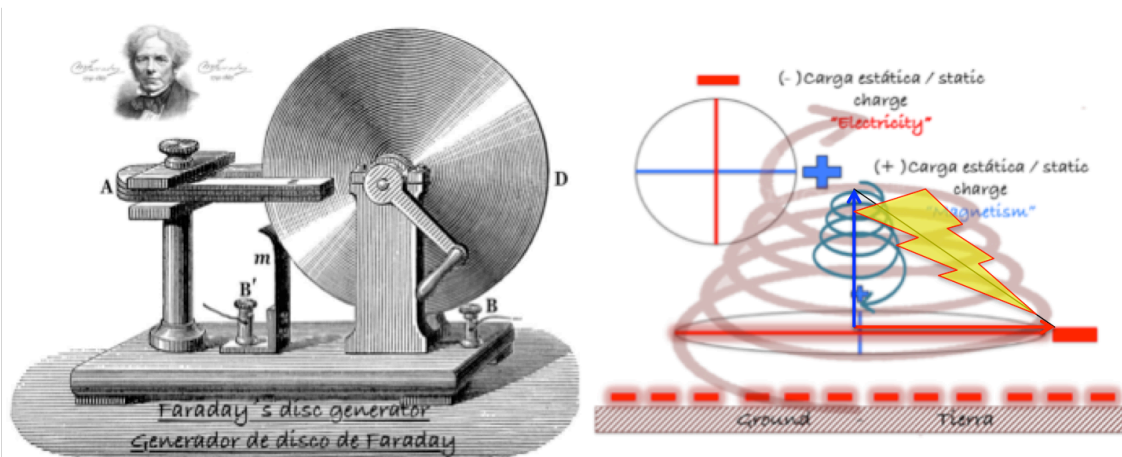 A
D
m
B'
B
Faraday´s disc generator
Generador de disco de Faraday
(-) Carga estática / static
charge
"Electricity"
(+) Carga estática / static
charge
"Magnetism"
Ground - Tierra